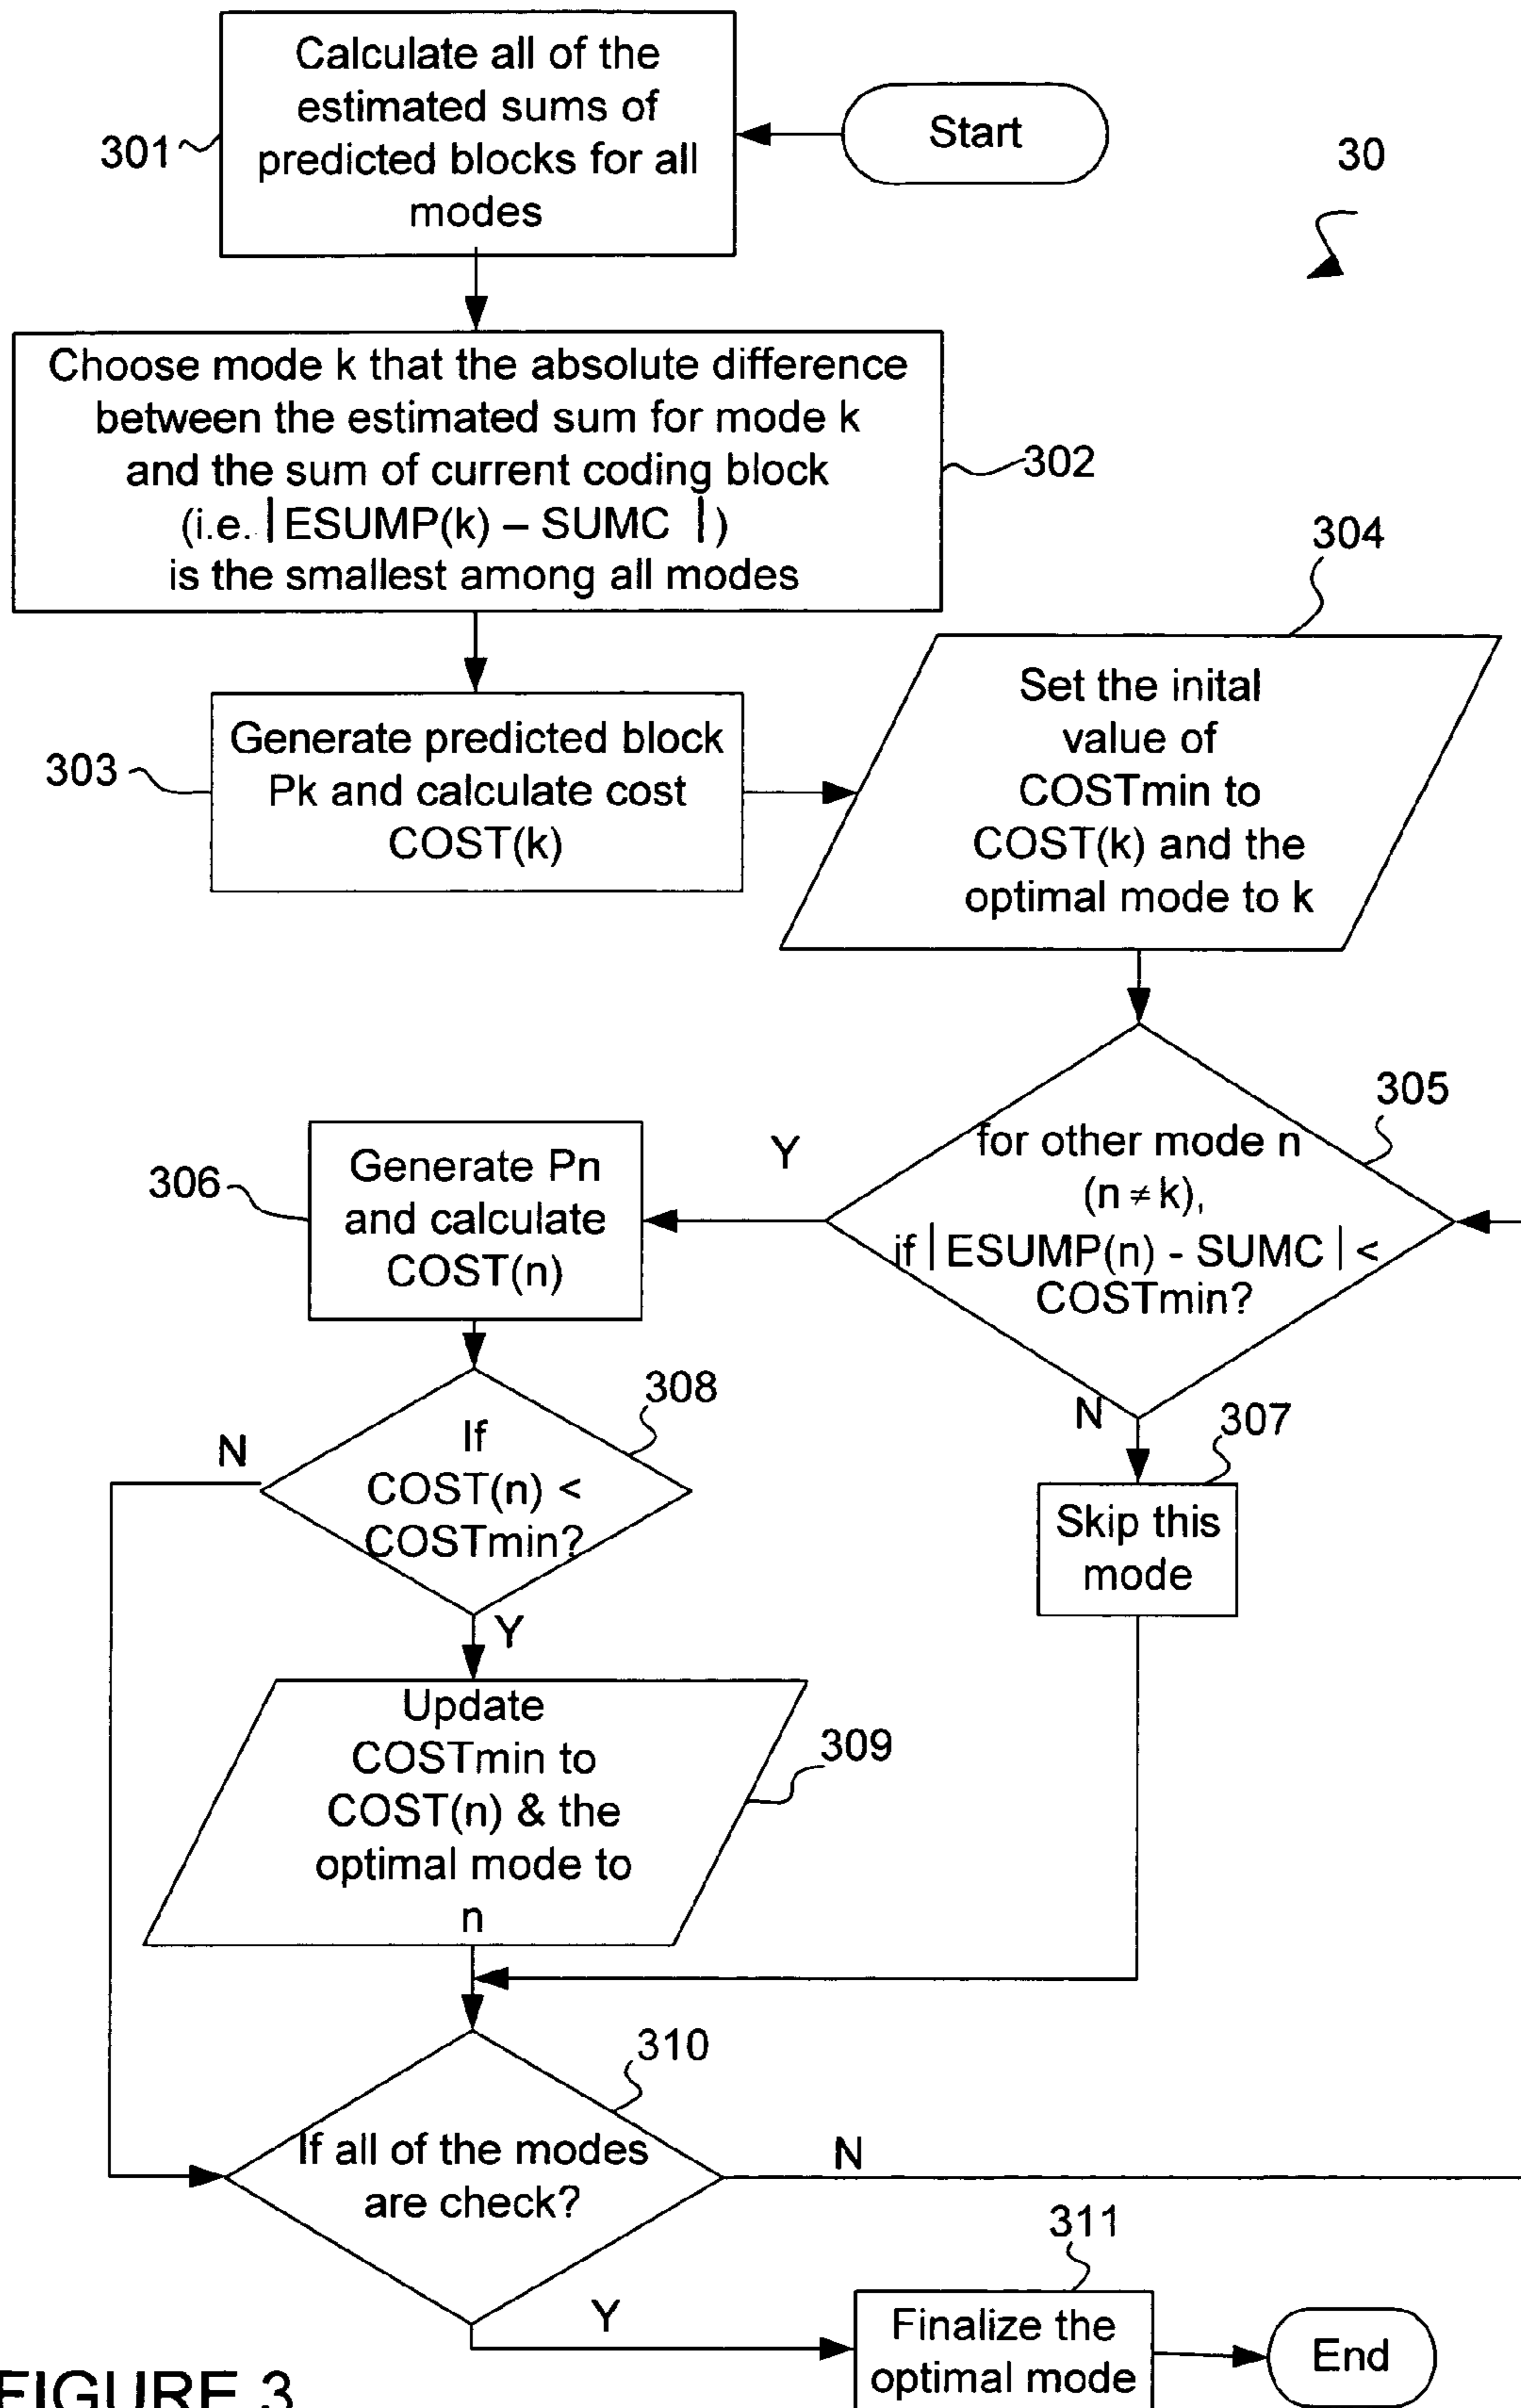 Calculate all of the
estimated sums of
predicted blocks for all
modes
301
Start
30
Choose mode k that the absolute difference
between the estimated sum for mode k
and the sum of current coding block
(i.e. | ESUMP(k) – SUMC | )
is the smallest among all modes
302
304
Set the inital
value of
COSTmin to
COST(k) and the
optimal mode to k
303
Generate predicted block
Pk and calculate cost
COST(k)
305
for other mode n
(n ≠ k),
if | ESUMP(n) - SUMC | <
COSTmin?
Y
306
Generate Pn
and calculate
COST(n)
N
307
Skip this
mode
308
If
COST(n) <
COSTmin?
N
Y
309
Update
COSTmin to
COST(n) & the
optimal mode to
n
310
If all of the modes
are check?
N
Y
311
Finalize the
optimal mode
End
FIGURE 3